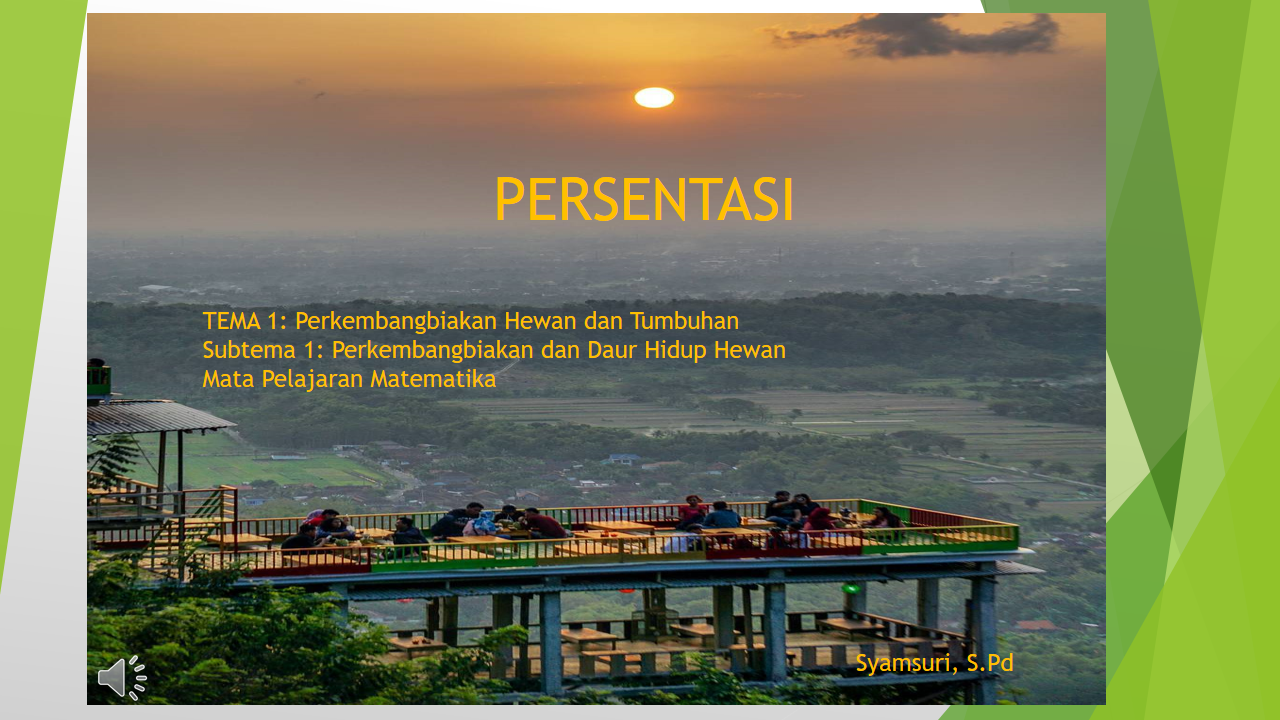 PERSENTASI
TEMA 1: Perkembangbiakan Hewan dan Tumbuhan
Subtema 1: Perkembangbiakan dan Daur Hidup Hewan
Mata Pelajaran Matematika
Syamsuri, S.Pd